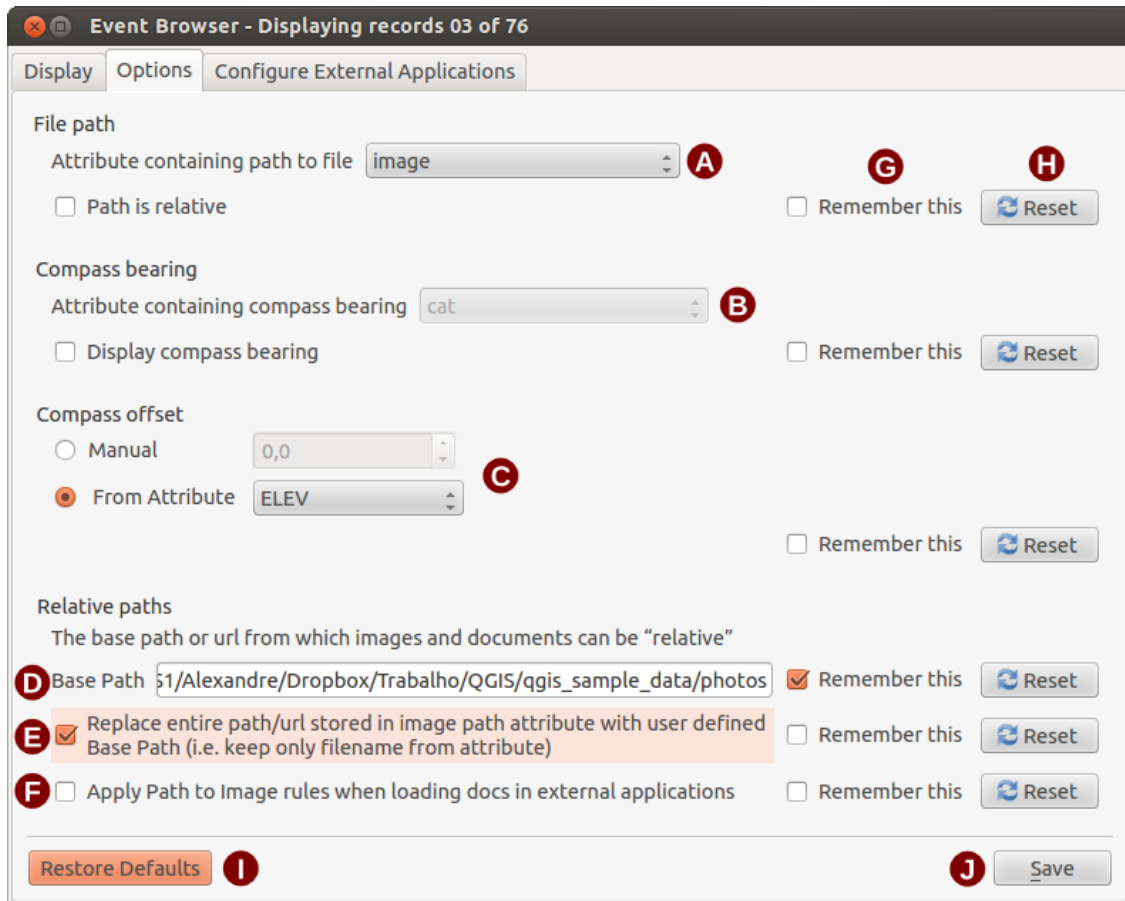 Event Browser - Displaying records 03 of 76
Display Options Configure External Applications
File path
Attribute containing path to file image A G H
Path is relative Remember this Reset
Compass bearing
Attribute containing compass bearing cat B
Display compass bearing Remember this Reset
Compass offset
Manual 0,0
C
From Attribute ELEV
Remember this Reset
Relative paths
The base path or url from which images and documents can be “relative”
D Base Path S1/Alexandre/Dropbox/Trabalho/QGIS/qgis_sample_data/photos Remember this Reset
E Replace entire path/url stored in image path attribute with user defined
Base Path (i.e. keep only filename from attribute) Remember this Reset
F Apply Path to Image rules when loading docs in external applications Remember this Reset
Restore Defaults I J Save